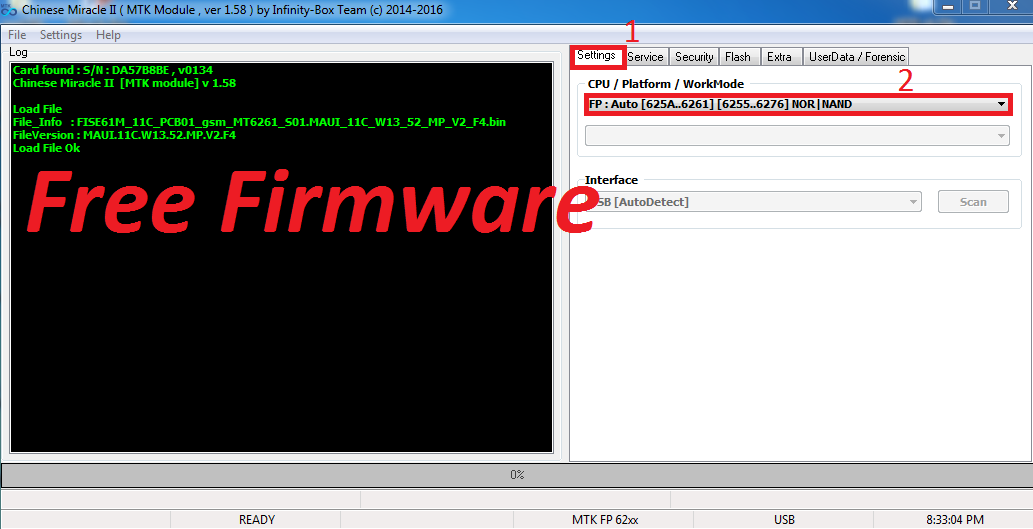 Chinese Miracle II ( MTK Module , ver 1.58 ) by Infinity-Box Team (c) 2014-2016
File Settings Help
1
Log
Settings Service Security Flash Extra UserData / Forensic
2
Card found : S/N : DA57B8BE , v0134
Chinese Miracle II [MTK module] v 1.58
Load File
File_Info : FISE61M_11C_PCB01_gsm_MT6261_S01.MAUI_11C_W13_52_MP_V2_F4.bin
FileVersion : MAUI.11C.W13.52.MP.V2.F4
Load File Ok
Free Firmware
CPU / Platform / WorkMode
FP : Auto [625A..6261] [6255..6276] NOR|NAND
Interface
SB [AutoDetect]
Scan
0%
READY MTK FP 62xx USB 8:33:04 PM